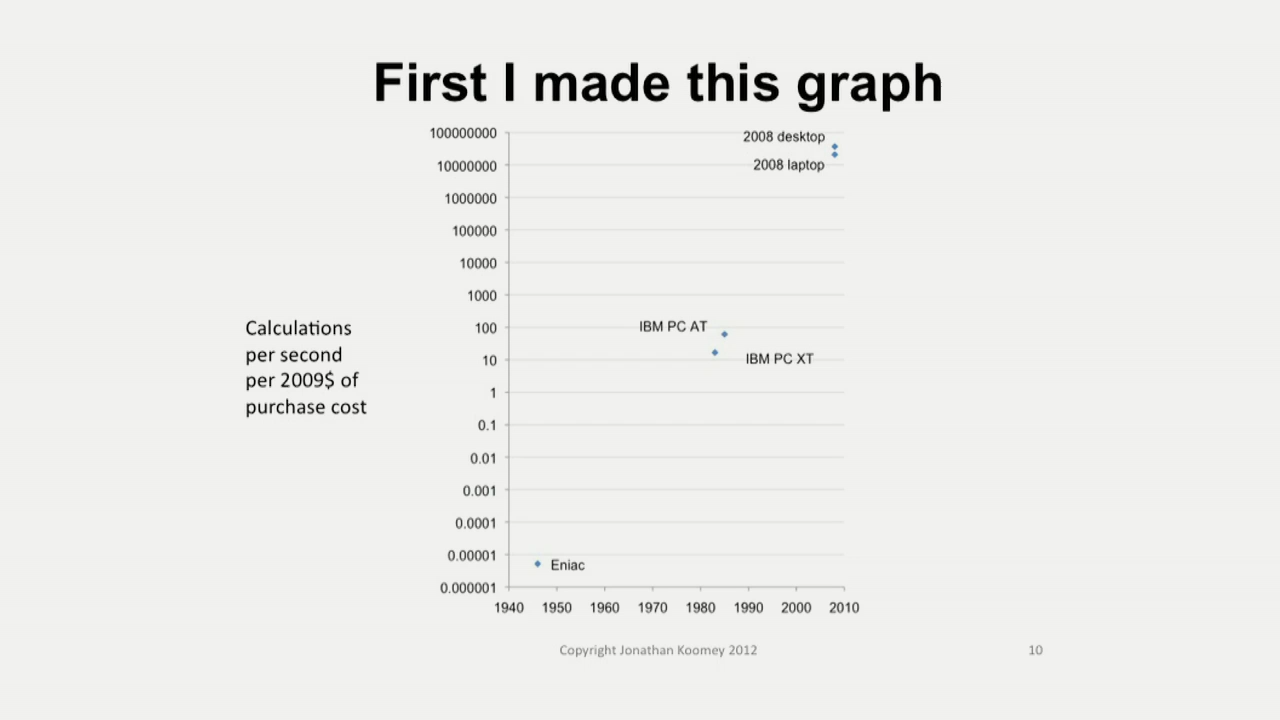 First I made this graph
100000000
2008 desktop
10000000
2008 laptop
1000000
100000
10000
1000
Calculations
per second
per 2009$ of
purchase cost
100
IBM PC AT
10
IBM PC XT
1
0.1
0.01
0.001
0.0001
0.00001
Eniac
0.000001
1940 1950 1960 1970 1980 1990 2000 2010
Copyright Jonathan Koomey 2012
10